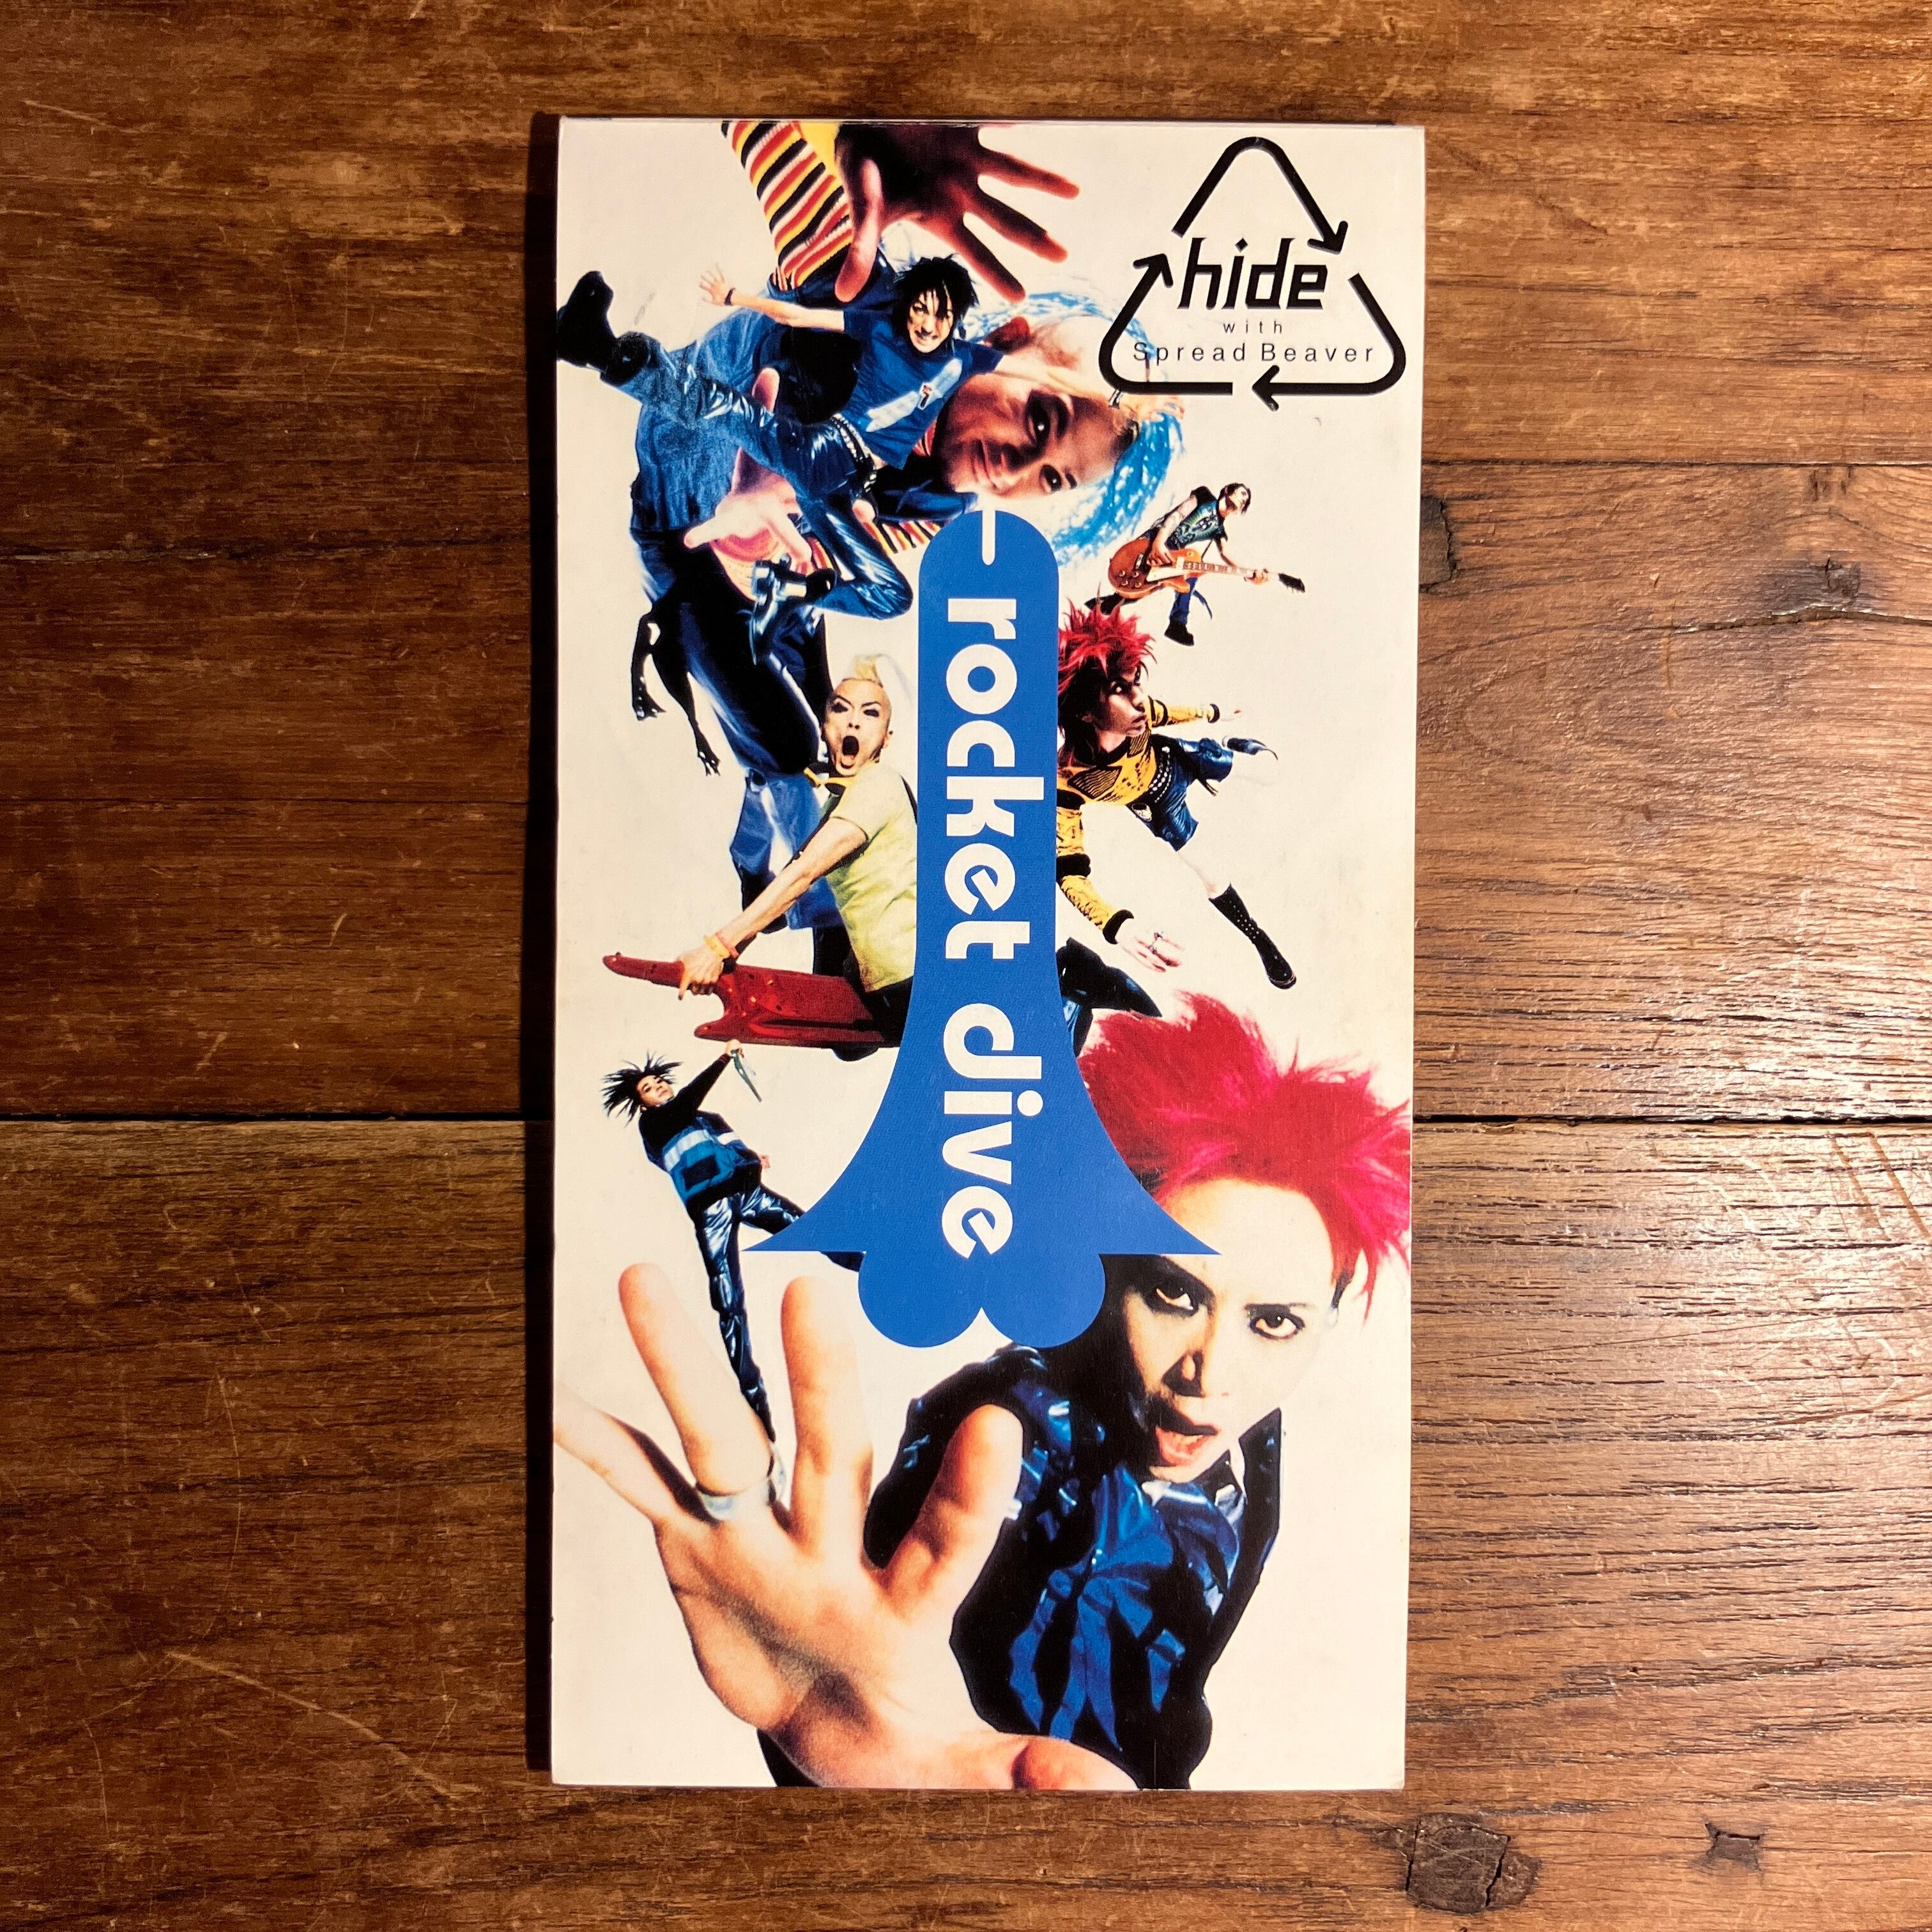 hide
with
Spread Beaver
rocket dive